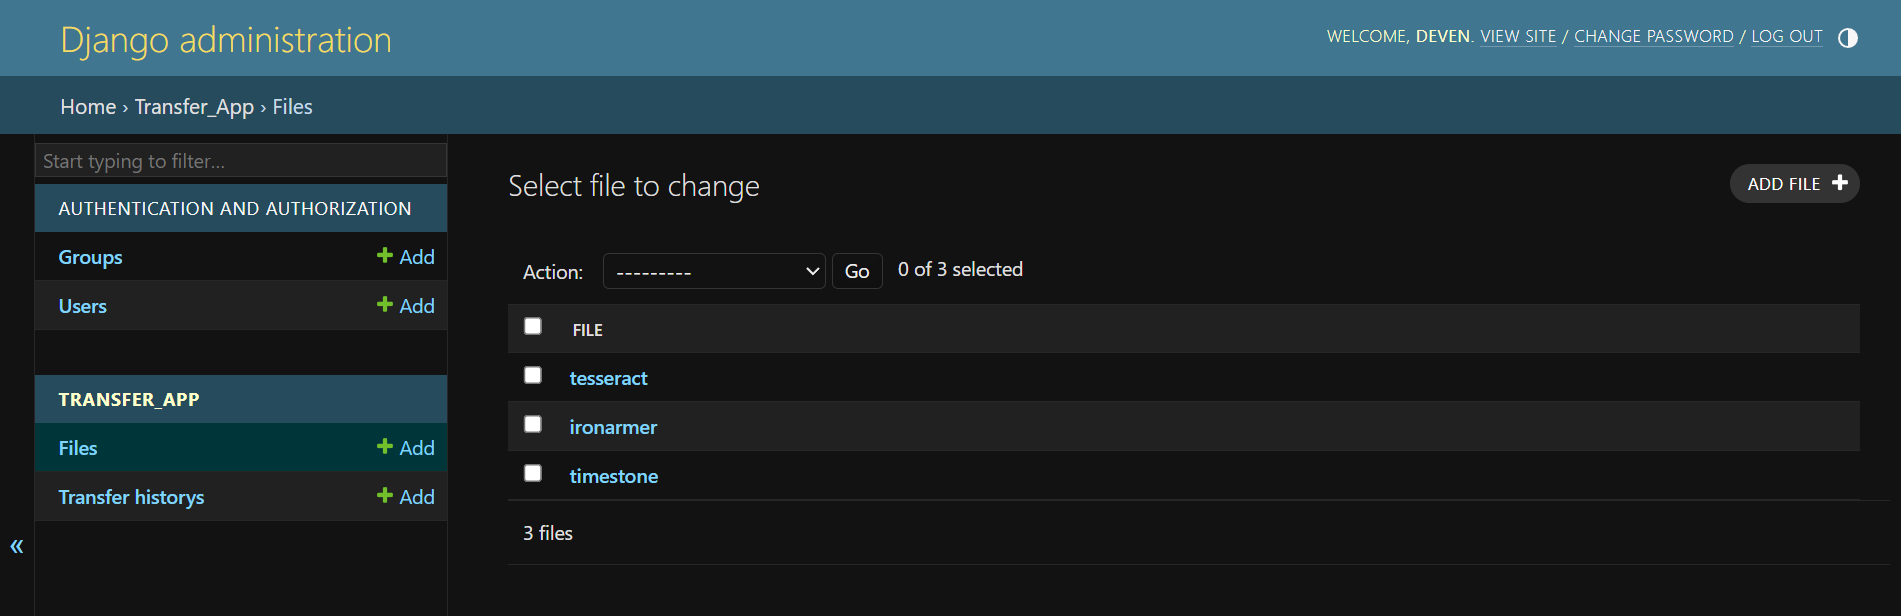 Django administration
WELCOME, DEVEN. VIEW SITE / CHANGE PASSWORD / LOG OUT
Home › Transfer_App › Files
Start typing to filter...
AUTHENTICATION AND AUTHORIZATION
Groups + Add
Users + Add
TRANSFER_APP
Files + Add
Transfer historys + Add
«
Select file to change
ADD FILE +
Action: --------- Go 0 of 3 selected
FILE
tesseract
ironarmer
timestone
3 files